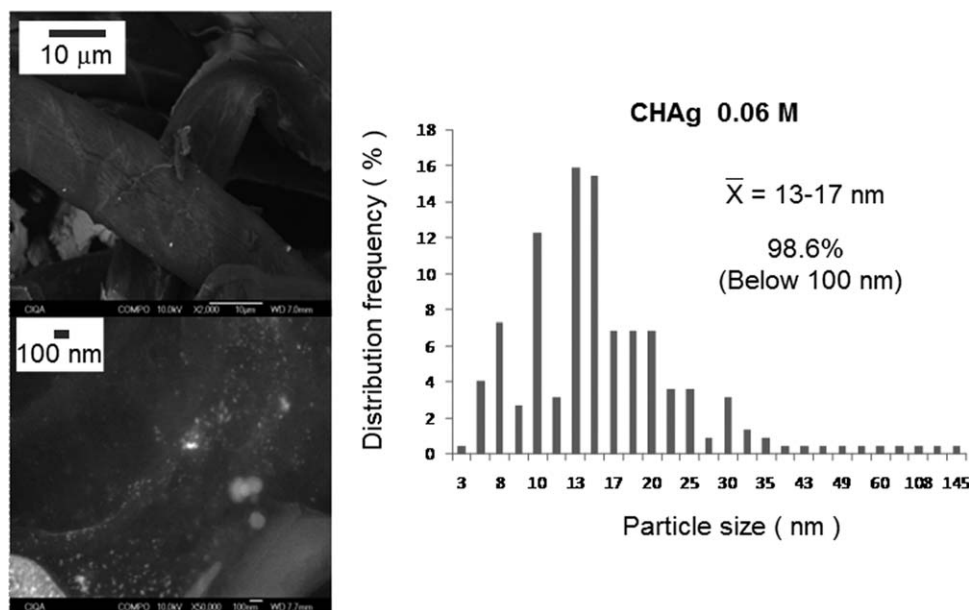 10 μm
CIQA COMPO 10.0kV X2,000 10μm WD 7.0mm
100 nm
CIQA COMPO 10.0kV X50,000 100nm WD 7.7mm
CHAg 0.06 M
X̅ = 13-17 nm
98.6%
(Below 100 nm)
Distribution frequency ( % )
18
16
14
12
10
8
6
4
2
0
3 8 10 13 17 20 25 30 35 43 49 60 108 145
Particle size ( nm )